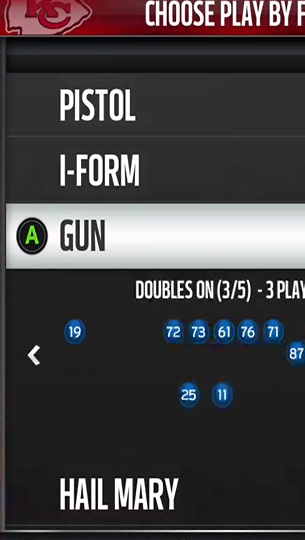 KC
CHOOSE PLAY BY F
PISTOL
I-FORM
A GUN
DOUBLES ON (3/5) - 3 PLAY
19 72 73 61 76 71
87
25 11
HAIL MARY